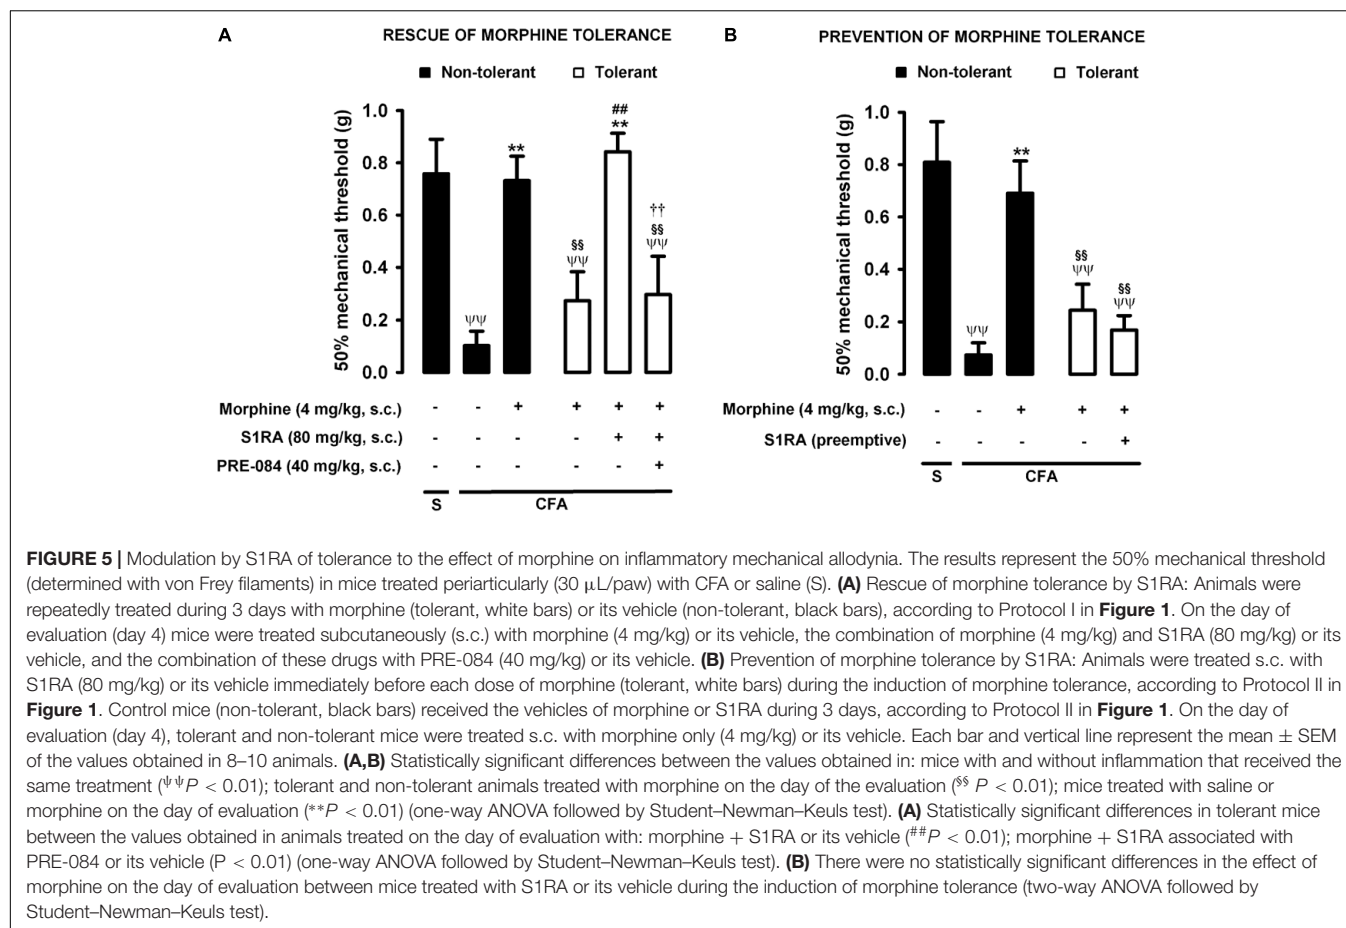 A RESCUE OF MORPHINE TOLERANCE
■ Non-tolerant □ Tolerant
50% mechanical threshold (g)
1.0
0.8
0.6
0.4
0.2
0.0
ψψ
**
§§
ψψ
##
**
††
§§
ψψ
Morphine (4 mg/kg, s.c.) - - + + + +
S1RA (80 mg/kg, s.c.) - - - - + +
PRE-084 (40 mg/kg, s.c.) - - - - - +
S CFA
B PREVENTION OF MORPHINE TOLERANCE
■ Non-tolerant □ Tolerant
50% mechanical threshold (g)
1.0
0.8
0.6
0.4
0.2
0.0
ψψ
**
§§
ψψ
§§
ψψ
Morphine (4 mg/kg, s.c.) - - + + +
S1RA (preemptive) - - - - +
S CFA
FIGURE 5 | Modulation by S1RA of tolerance to the effect of morphine on inflammatory mechanical allodynia. The results represent the 50% mechanical threshold
(determined with von Frey filaments) in mice treated periarticularly (30 μL/paw) with CFA or saline (S). (A) Rescue of morphine tolerance by S1RA: Animals were
repeatedly treated during 3 days with morphine (tolerant, white bars) or its vehicle (non-tolerant, black bars), according to Protocol I in Figure 1. On the day of
evaluation (day 4) mice were treated subcutaneously (s.c.) with morphine (4 mg/kg) or its vehicle, the combination of morphine (4 mg/kg) and S1RA (80 mg/kg) or its
vehicle, and the combination of these drugs with PRE-084 (40 mg/kg) or its vehicle. (B) Prevention of morphine tolerance by S1RA: Animals were treated s.c. with
S1RA (80 mg/kg) or its vehicle immediately before each dose of morphine (tolerant, white bars) during the induction of morphine tolerance, according to Protocol II in
Figure 1. Control mice (non-tolerant, black bars) received the vehicles of morphine or S1RA during 3 days, according to Protocol II in Figure 1. On the day of
evaluation (day 4), tolerant and non-tolerant mice were treated s.c. with morphine only (4 mg/kg) or its vehicle. Each bar and vertical line represent the mean ± SEM
of the values obtained in 8–10 animals. (A,B) Statistically significant differences between the values obtained in: mice with and without inflammation that received the
same treatment (ψψP < 0.01); tolerant and non-tolerant animals treated with morphine on the day of the evaluation (§§ P < 0.01); mice treated with saline or
morphine on the day of evaluation (**P < 0.01) (one-way ANOVA followed by Student–Newman–Keuls test). (A) Statistically significant differences in tolerant mice
between the values obtained in animals treated on the day of evaluation with: morphine + S1RA or its vehicle (##P < 0.01); morphine + S1RA associated with
PRE-084 or its vehicle (P < 0.01) (one-way ANOVA followed by Student–Newman–Keuls test). (B) There were no statistically significant differences in the effect of
morphine on the day of evaluation between mice treated with S1RA or its vehicle during the induction of morphine tolerance (two-way ANOVA followed by
Student–Newman–Keuls test).